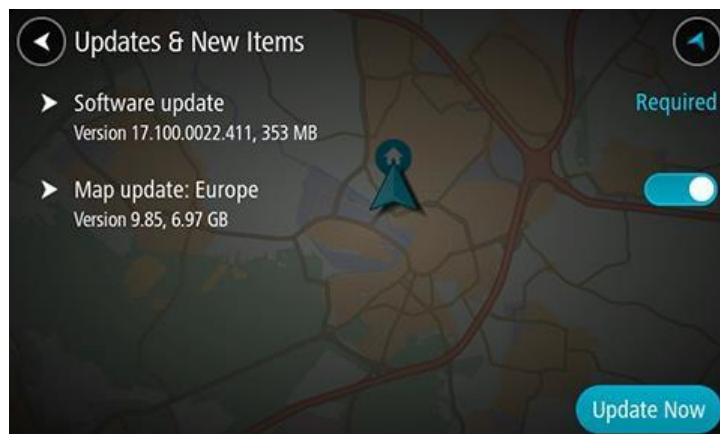 Updates & New Items
Software update
Required
Version 17.100.0022.411, 353 MB
Map update: Europe
Version 9.85, 6.97 GB
Update Now